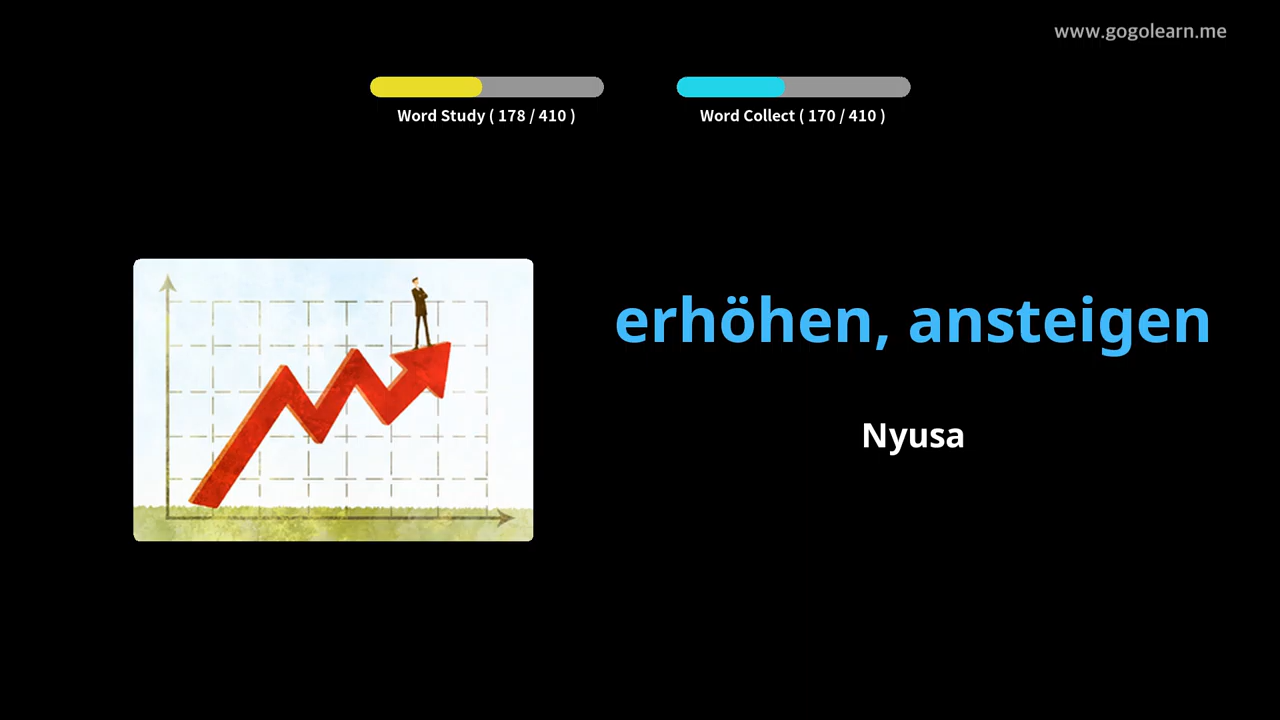 www.gogolearn.me
Word Study ( 178 / 410 )
Word Collect ( 170 / 410 )
erhöhen, ansteigen
Nyusa